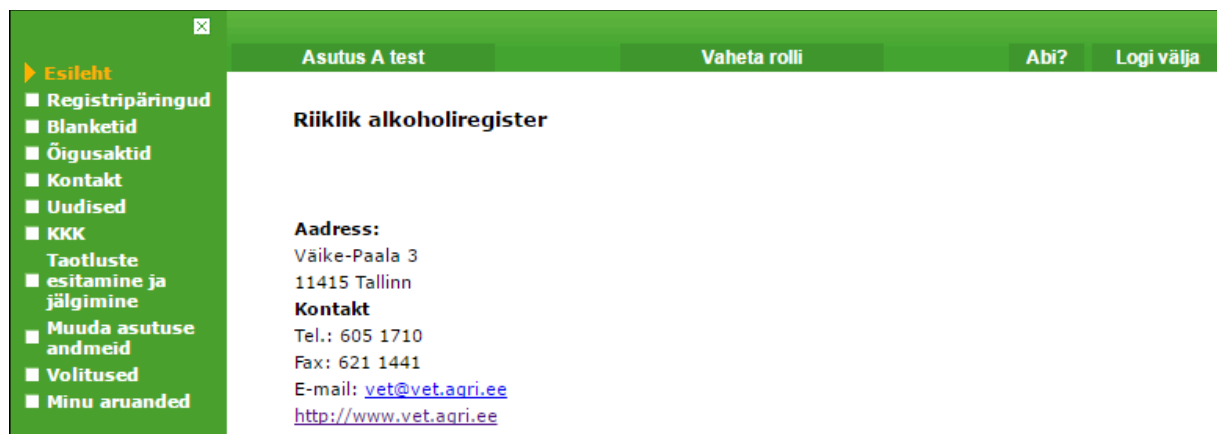 Asutus A test
Vaheta rolli
Abi?
Logi välja
Esileht
Registripäringud
Blanketid
Õigusaktid
Kontakt
Uudised
KKK
Taotluste
esitamine ja
jälgimine
Muuda asutuse
andmeid
Volitused
Minu aruanded
Riiklik alkoholiregister
Aadress:
Väike-Paala 3
11415 Tallinn
Kontakt
Tel.: 605 1710
Fax: 621 1441
E-mail: vet@vet.agri.ee
http://www.vet.agri.ee